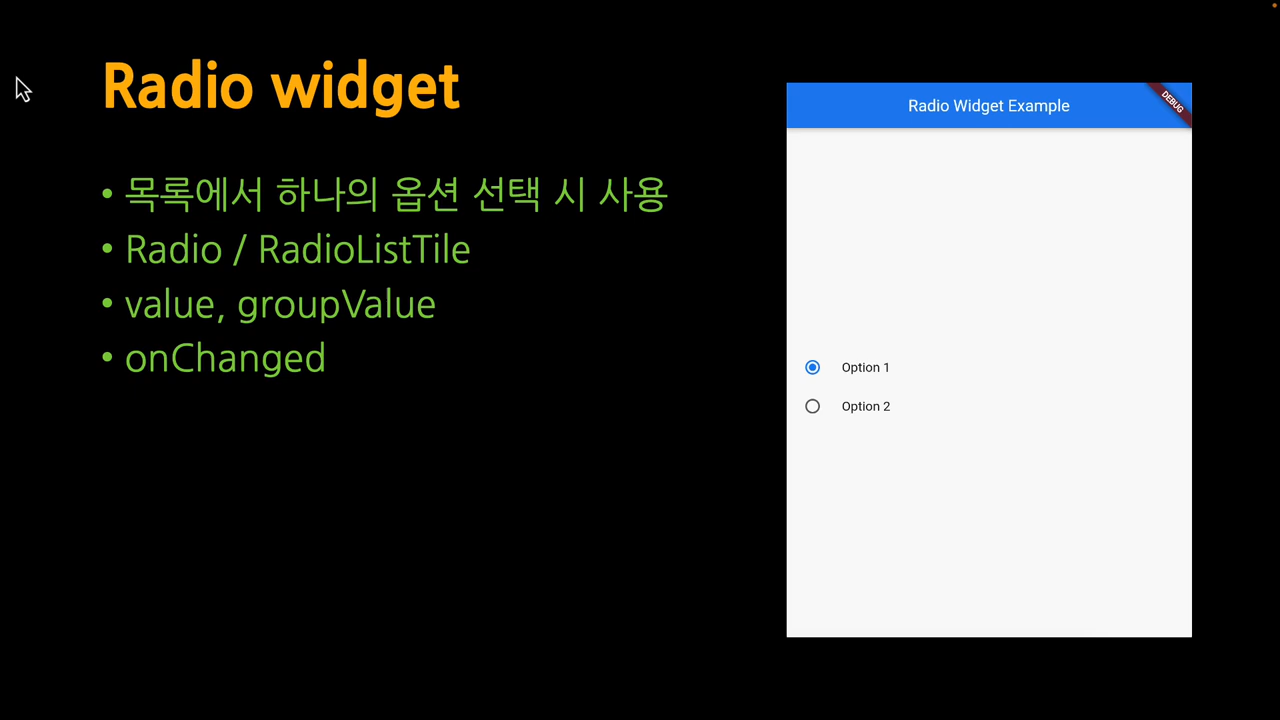 Radio widget
• 목록에서 하나의 옵션 선택 시 사용
• Radio / RadioListTile
• value, groupValue
• onChanged
Radio Widget Example
DEBUG
Option 1
Option 2